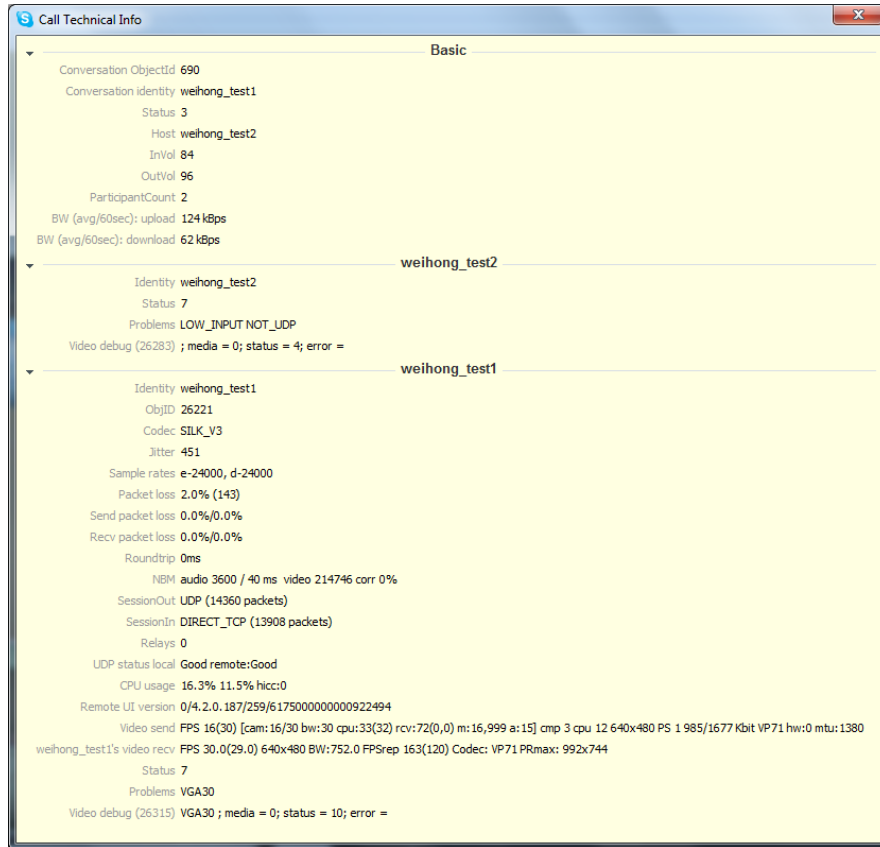 Call Technical Info
Basic
Conversation ObjectId 690
Conversation identity weihong_test1
Status 3
Host weihong_test2
InVol 84
OutVol 96
ParticipantCount 2
BW (avg/60sec): upload 124 kBps
BW (avg/60sec): download 62 kBps
weihong_test2
Identity weihong_test2
Status 7
Problems LOW_INPUT NOT_UDP
Video debug (26283) ; media = 0; status = 4; error =
weihong_test1
Identity weihong_test1
ObjID 26221
Codec SILK_V3
Jitter 451
Sample rates e-24000, d-24000
Packet loss 2.0% (143)
Send packet loss 0.0%/0.0%
Recv packet loss 0.0%/0.0%
Roundtrip 0ms
NBM audio 3600 / 40 ms video 214746 corr 0%
SessionOut UDP (14360 packets)
SessionIn DIRECT_TCP (13908 packets)
Relays 0
UDP status local Good remote:Good
CPU usage 16.3% 11.5% hicc:0
Remote UI version 0/4.2.0.187/259/6175000000000922494
Video send FPS 16(30) [cam:16/30 bw:30 cpu:33(32) rcv:72(0,0) m:16,999 a:15] cmp 3 cpu 12 640x480 PS 1 985/1677 Kbit VP71 hw:0 mtu:1380
weihong_test1's video recv FPS 30.0(29.0) 640x480 BW:752.0 FPSrep 163(120) Codec: VP71 PRmax: 992x744
Status 7
Problems VGA30
Video debug (26315) VGA30 ; media = 0; status = 10; error =